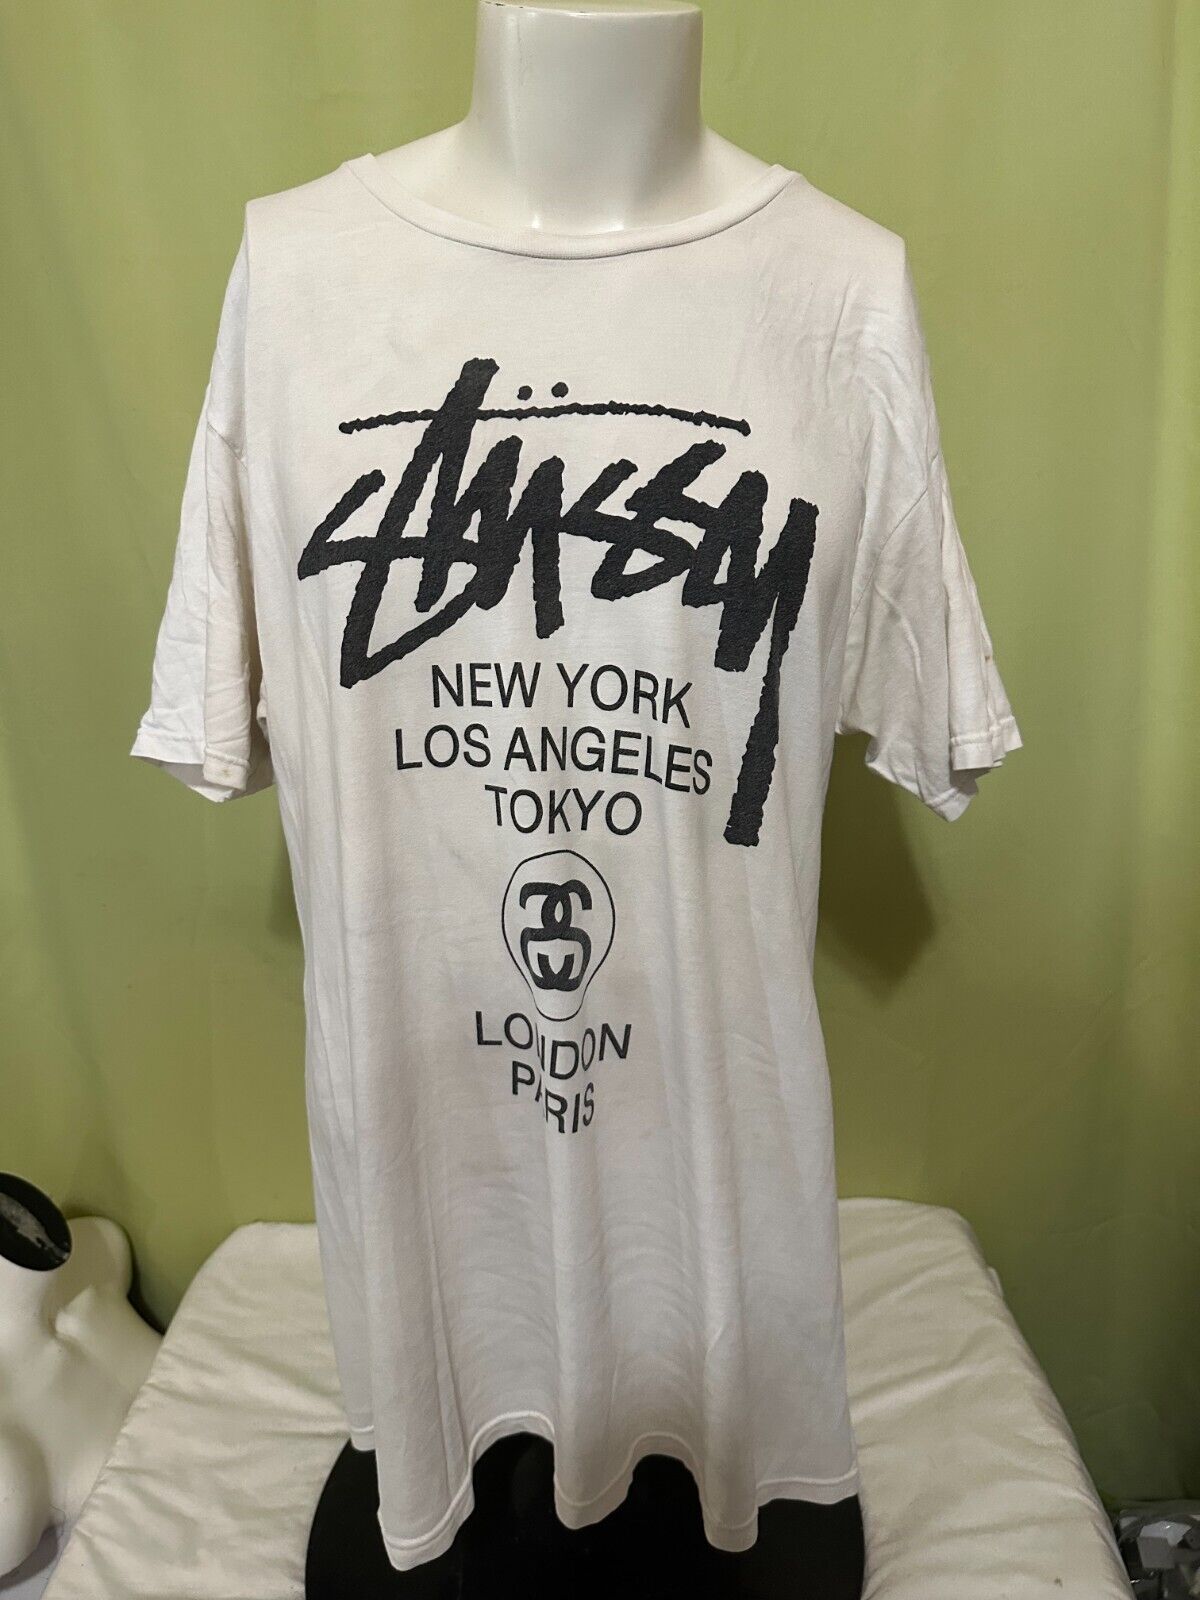 Stüssy
NEW YORK
LOS ANGELES
TOKYO
LONDON
PARIS